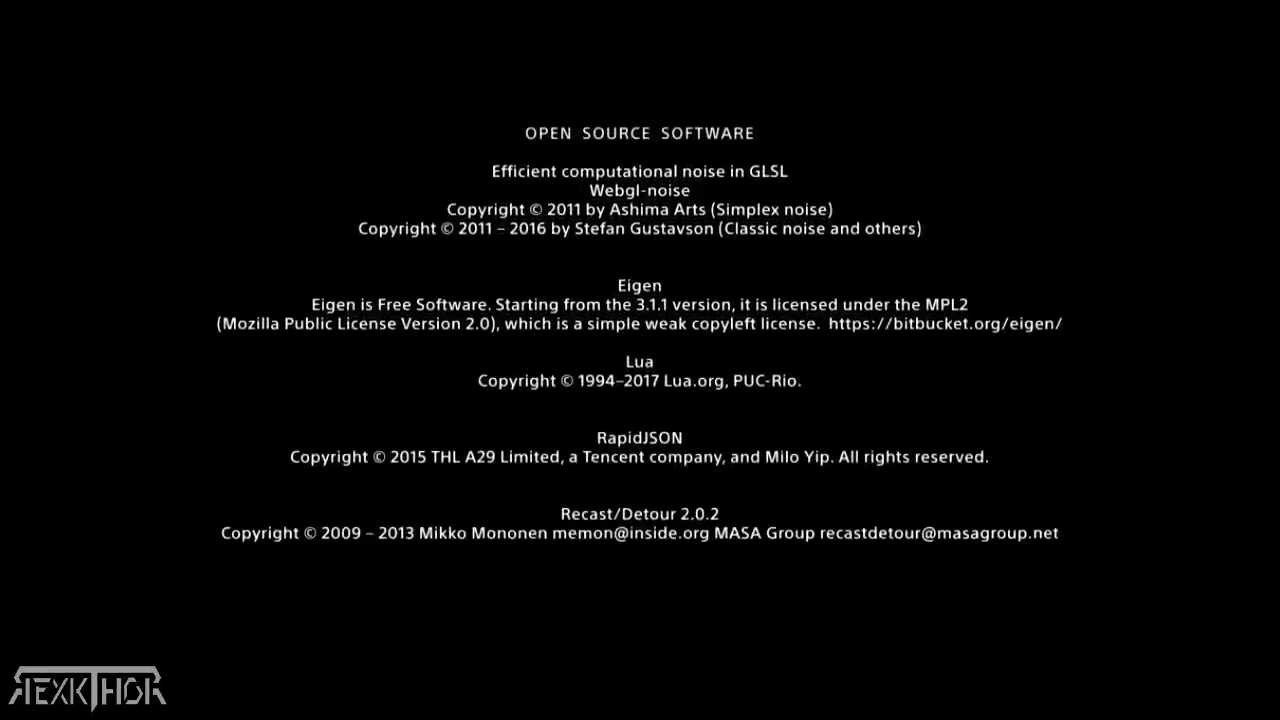 OPEN SOURCE SOFTWARE
Efficient computational noise in GLSL
Webgl-noise
Copyright © 2011 by Ashima Arts (Simplex noise)
Copyright © 2011 – 2016 by Stefan Gustavson (Classic noise and others)
Eigen
Eigen is Free Software. Starting from the 3.1.1 version, it is licensed under the MPL2
(Mozilla Public License Version 2.0), which is a simple weak copyleft license.  https://bitbucket.org/eigen/
Lua
Copyright © 1994–2017 Lua.org, PUC-Rio.
RapidJSON
Copyright © 2015 THL A29 Limited, a Tencent company, and Milo Yip. All rights reserved.
Recast/Detour 2.0.2
Copyright © 2009 – 2013 Mikko Mononen memon@inside.org MASA Group recastdetour@masagroup.net